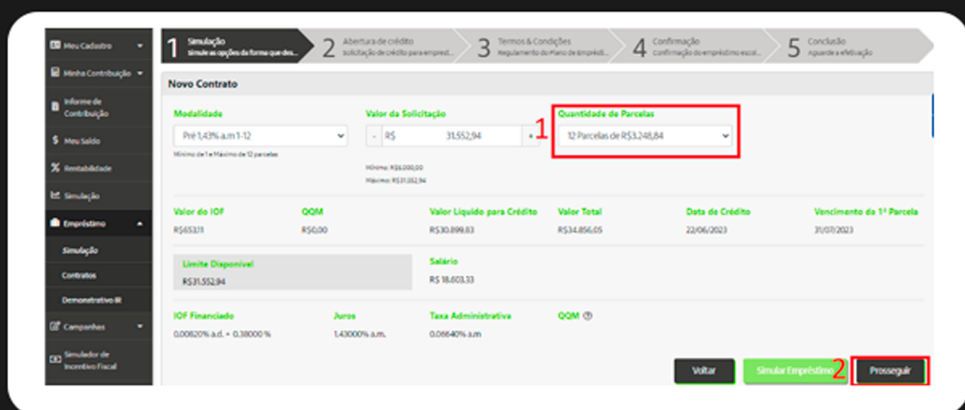 Meu Cadastro
Minha Contribuição
Informe de
Contribuição
Meu Saldo
Rentabilidade
Simulação
Empréstimo
Simulação
Contratos
Demonstrativo IR
Campanhas
Simulador de
Incentivo Fiscal
1 Simulação
Simule as opções da forma que des...
2 Abertura de crédito
Solicitação de crédito para emprest...
3 Termos & Condições
Regulamento do Plano de Emprésti...
4 Confirmação
Confirmação do empréstimo escol...
5 Conclusão
Aguarde a efetivação
Novo Contrato
Modalidade
Pré 1,43% a.m 1-12
Mínimo de 1 e Máximo de 12 parcelas
Valor da Solicitação
- R$ 31.552,94 +
Máximo: R$31.552,94
1
Quantidade de Parcelas
12 Parcelas de R$3.248,84
Valor do IOF QQM Valor Líquido para Crédito Valor Total Data de Crédito Vencimento da 1ª Parcela
R$653,11 R$0,00 R$30.899,83 R$34.856,05 22/06/2023 31/07/2023
Limite Disponível Salário
R$31.552,94 R$ 18.603,33
IOF Financiado Juros Taxa Administrativa QQM
0,00820% a.d. + 0.38000 % 1,43000% a.m. 0.06640% a.m
Voltar Simular Empréstimo 2 Prosseguir